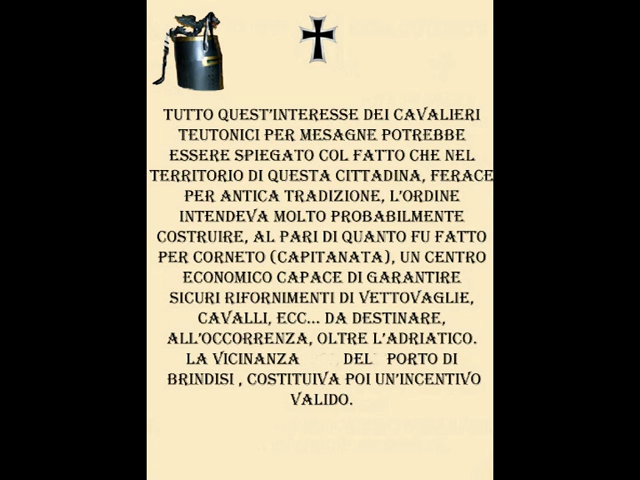 TUTTO QUEST'INTERESSE DEI CAVALIERI
TEUTONICI PER MESAGNE POTREBBE
ESSERE SPIEGATO COL FATTO CHE NEL
TERRITORIO DI QUESTA CITTADINA, FERACE
PER ANTICA TRADIZIONE, L'ORDINE
INTENDEVA MOLTO PROBABILMENTE
COSTRUIRE, AL PARI DI QUANTO FU FATTO
PER CORNETO (CAPITANATA), UN CENTRO
ECONOMICO CAPACE DI GARANTIRE
SICURI RIFORNIMENTI DI VETTOVAGLIE,
CAVALLI, ECC... DA DESTINARE,
ALL'OCCORRENZA, OLTRE L'ADRIATICO.
LA VICINANZA DEL PORTO DI
BRINDISI , COSTITUIVA POI UN'INCENTIVO
VALIDO.